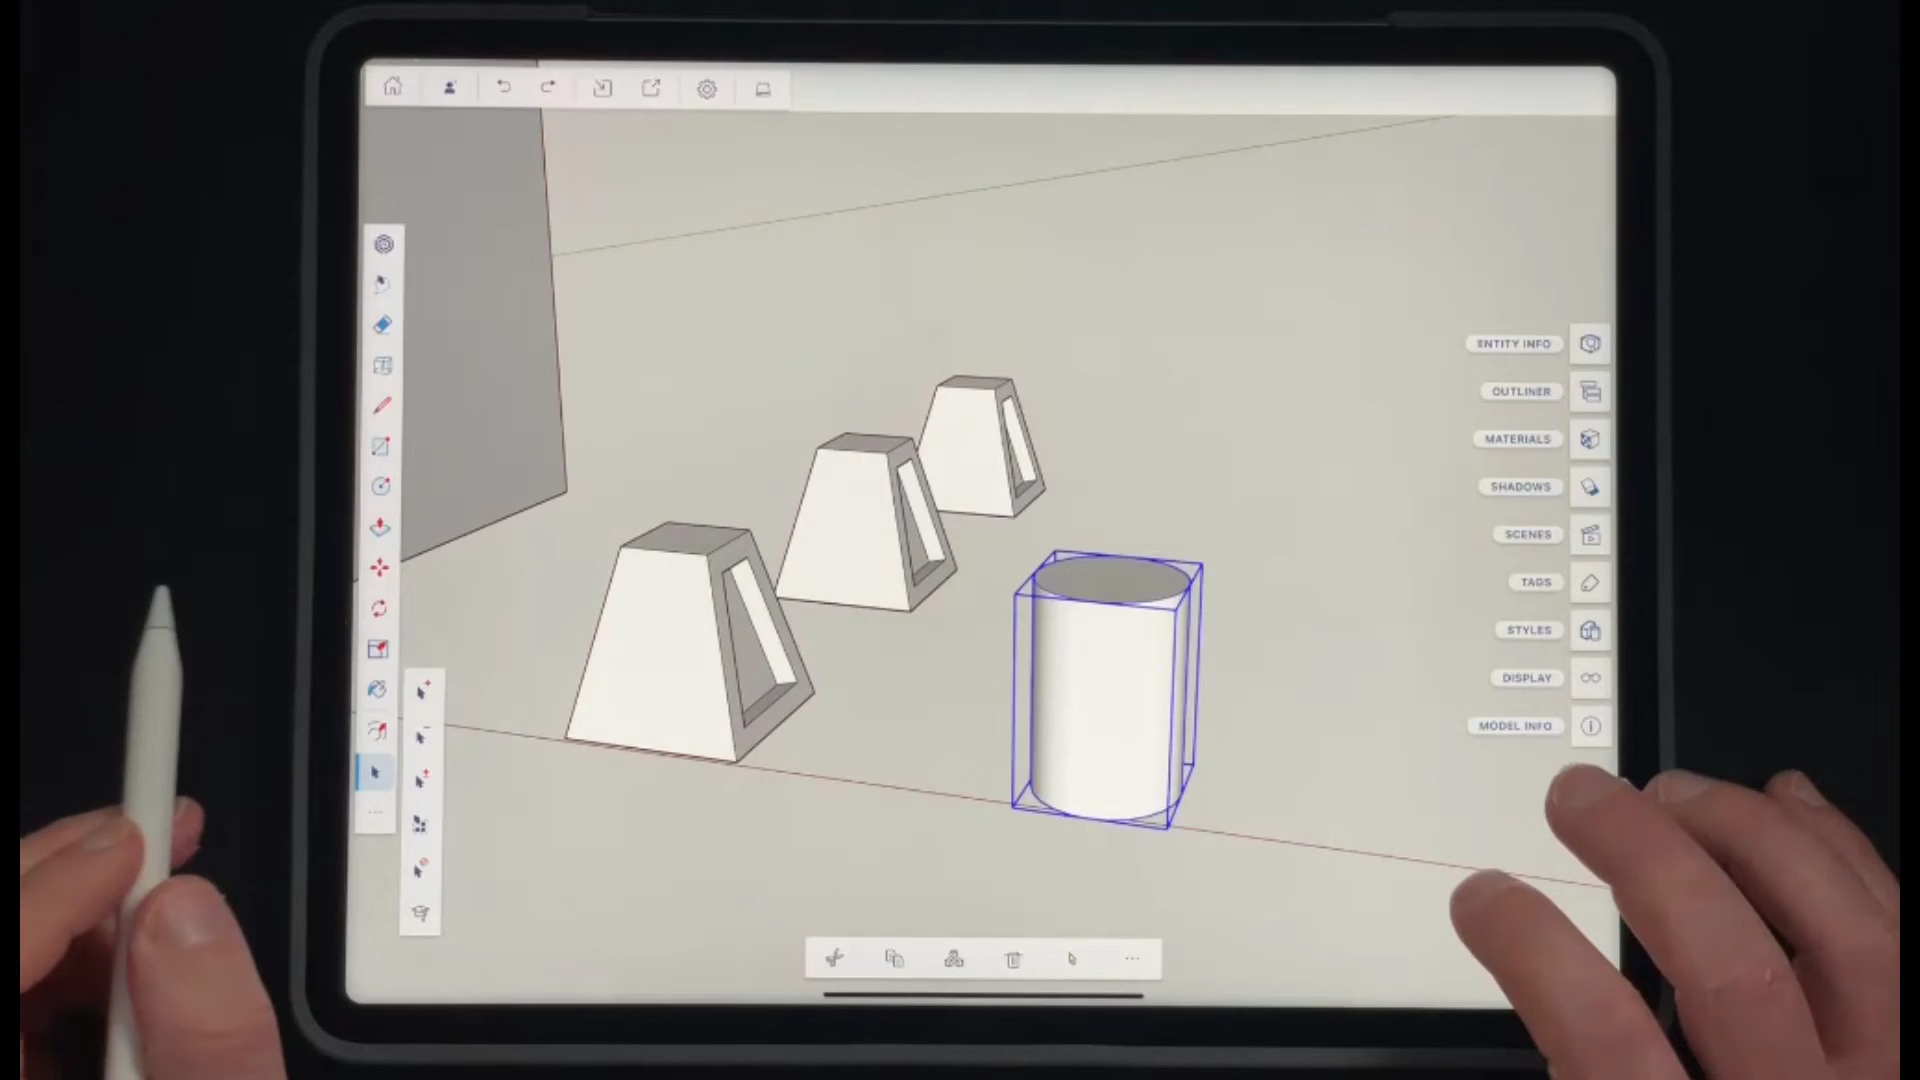 ENTITY INFO
OUTLINER
MATERIALS
SHADOWS
SCENES
TAGS
STYLES
DISPLAY
MODEL INFO